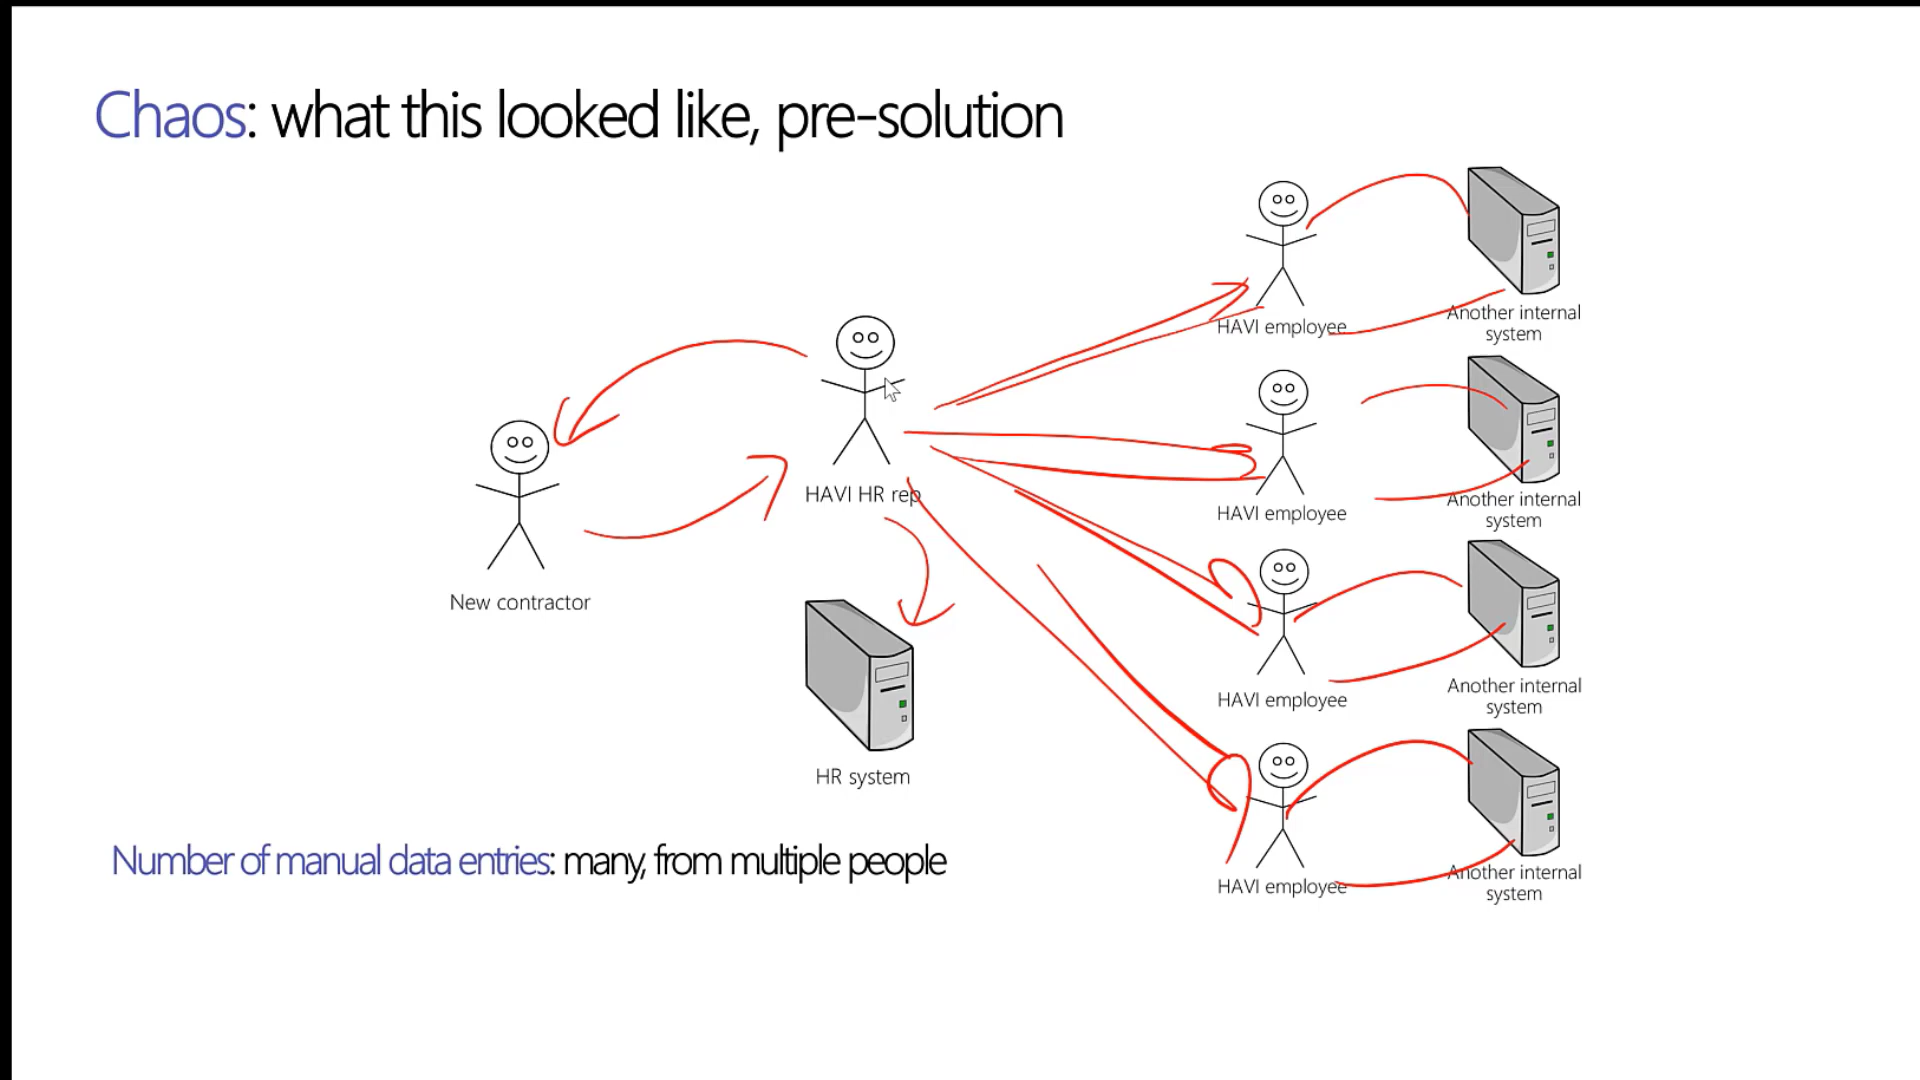 Chaos: what this looked like, pre-solution
HAVI employee
Another internal
system
HAVI HR rep
HAVI employee
Another internal
system
New contractor
HAVI employee
Another internal
system
HR system
Number of manual data entries: many, from multiple people
HAVI employee
Another internal
system